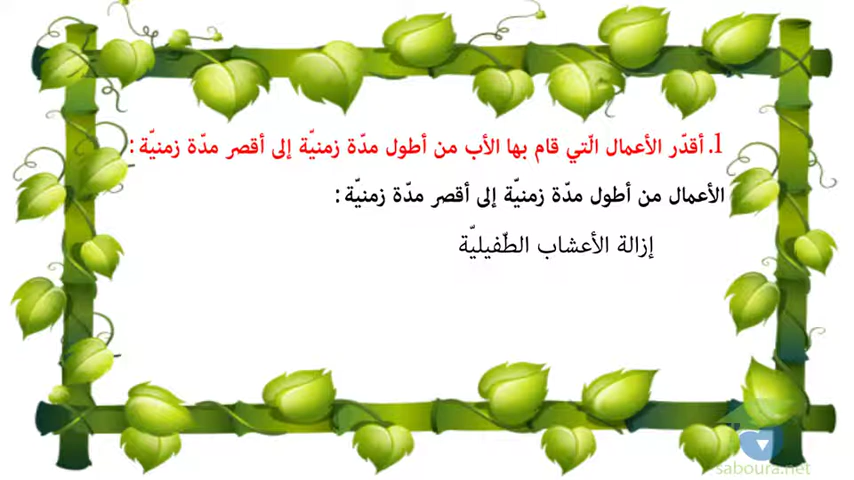 1. أقدّر الأعمال الّتي قام بها الأب من أطول مدّة زمنيّة إلى أقصر مدّة زمنيّة :
الأعمال من أطول مدّة زمنيّة إلى أقصر مدّة زمنيّة :
إزالة الأعشاب الطّفيليّة
saboura.net